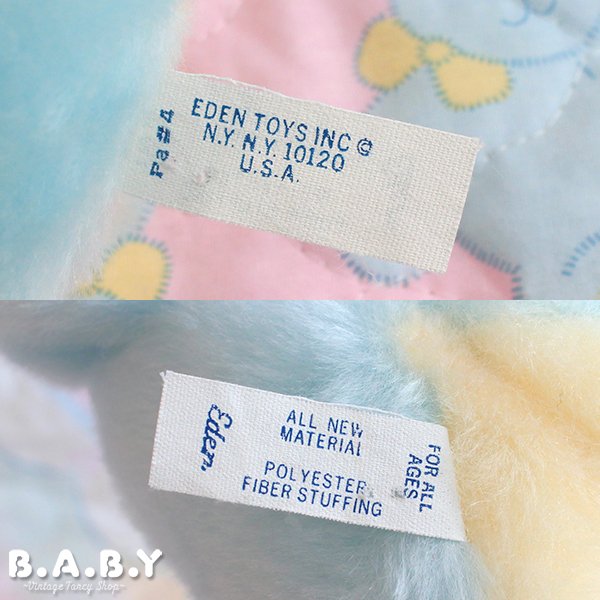 EDEN TOYS INC ©
N.Y. N.Y. 10120
U.S.A.
Pa#4
Eden
ALL NEW
MATERIAL
POLYESTER
FIBER STUFFING
FOR ALL
AGES
B.A.B.Y
~Vintage Fancy Shop~